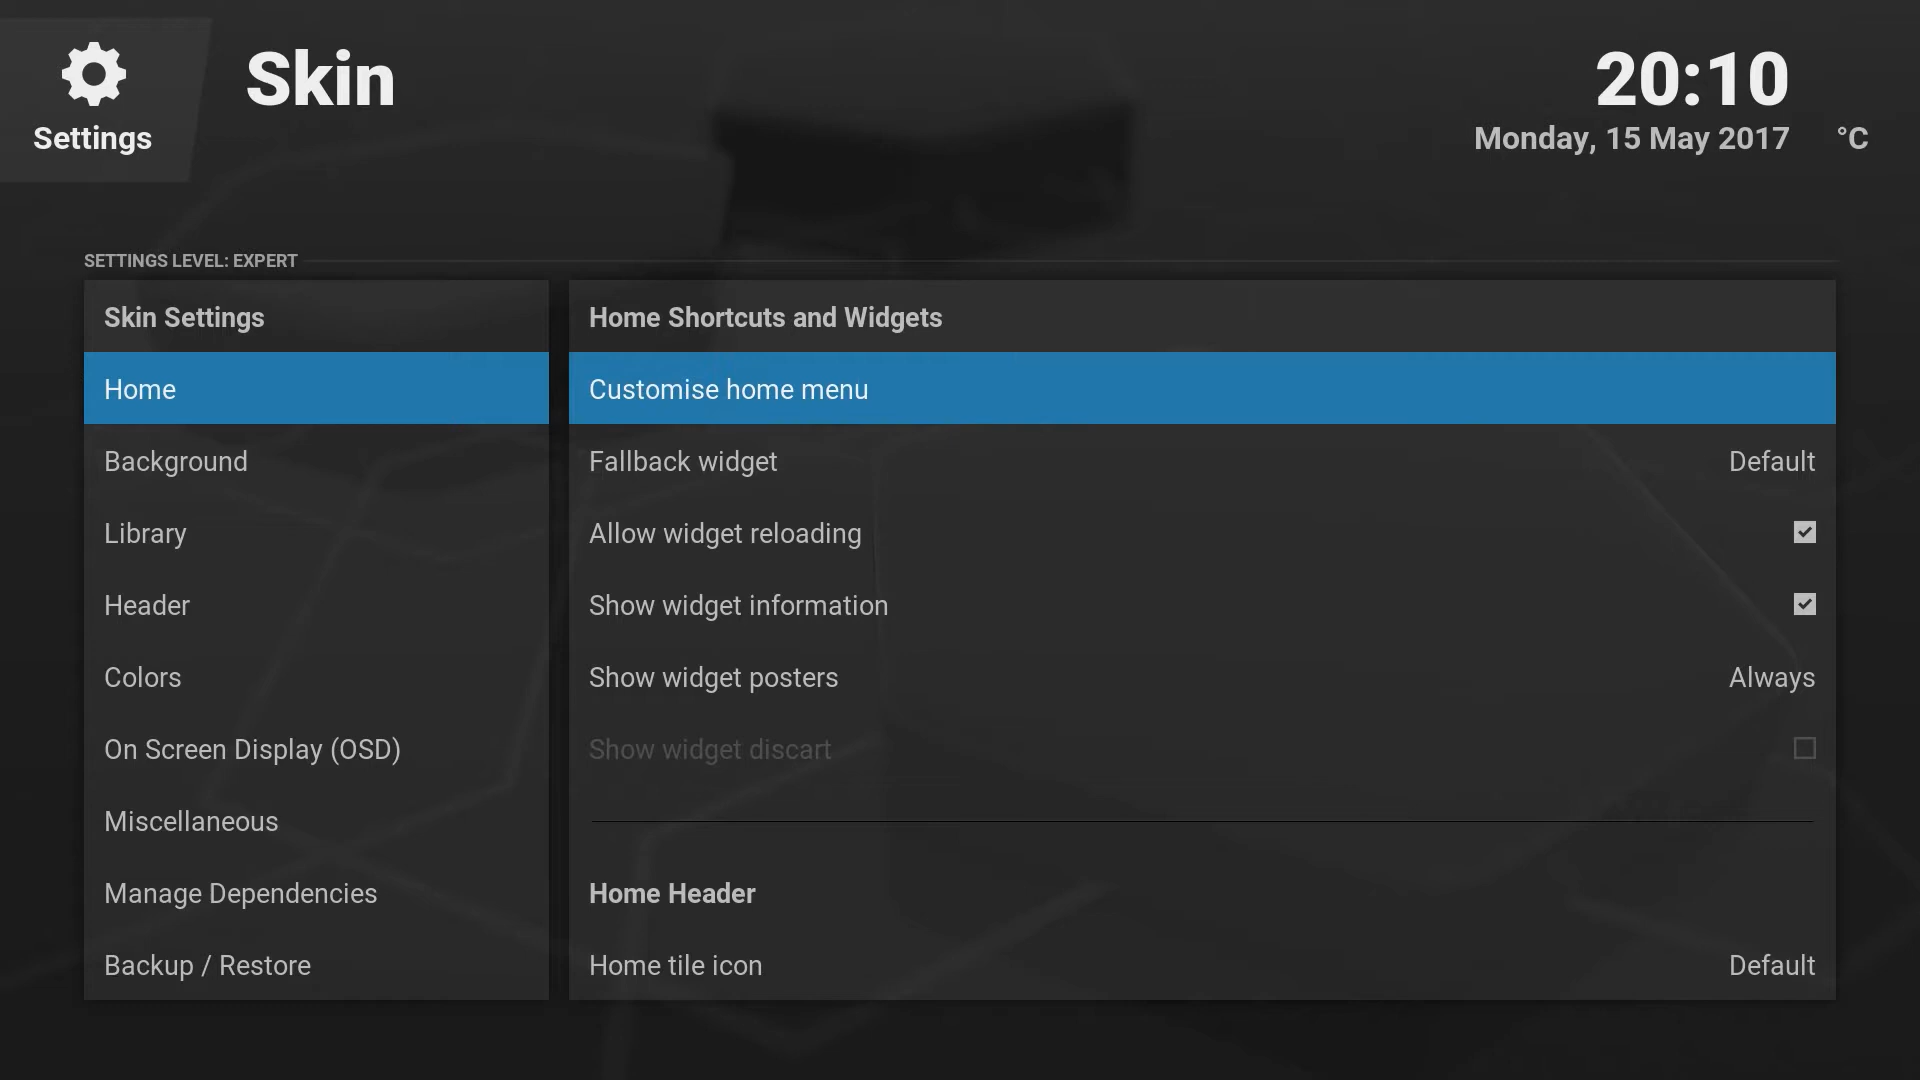 Settings
Skin
20:10
Monday, 15 May 2017 °C
SETTINGS LEVEL: EXPERT
Skin Settings
Home
Background
Library
Header
Colors
On Screen Display (OSD)
Miscellaneous
Manage Dependencies
Backup / Restore
Home Shortcuts and Widgets
Customise home menu
Fallback widget Default
Allow widget reloading
Show widget information
Show widget posters Always
Show widget discart
Home Header
Home tile icon Default